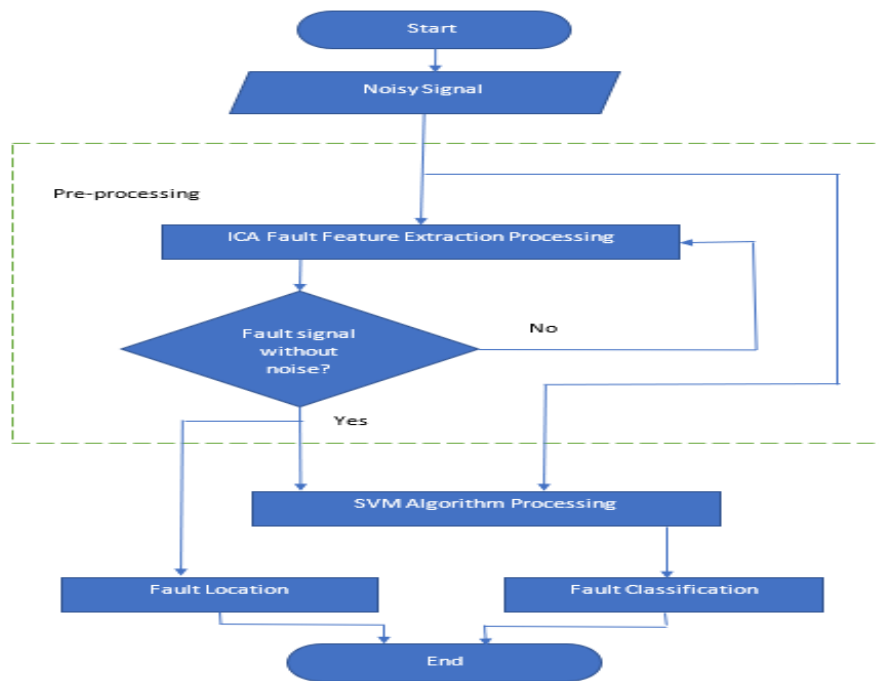 Start
Noisy Signal
Pre-processing
ICA Fault Feature Extraction Processing
Fault signal
without
noise?
No
Yes
SVM Algorithm Processing
Fault Location
Fault Classification
End